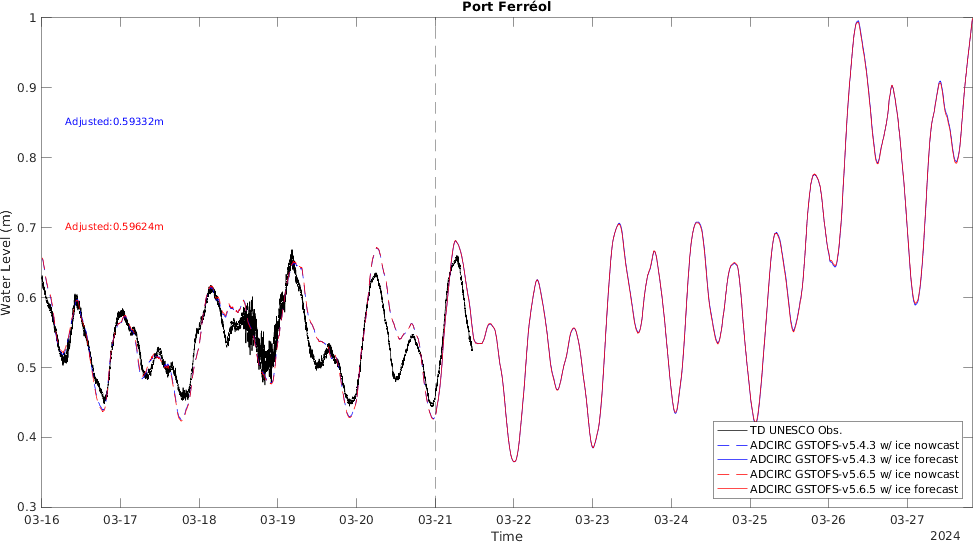 Port Ferréol
1
0.9
0.8
0.7
0.6
0.5
0.4
0.3
Water Level (m)
Adjusted:0.59332m
Adjusted:0.59624m
TD UNESCO Obs.
ADCIRC GSTOFS-v5.4.3 w/ ice nowcast
ADCIRC GSTOFS-v5.4.3 w/ ice forecast
ADCIRC GSTOFS-v5.6.5 w/ ice nowcast
ADCIRC GSTOFS-v5.6.5 w/ ice forecast
03-16 03-17 03-18 03-19 03-20 03-21 03-22 03-23 03-24 03-25 03-26 03-27
Time
2024